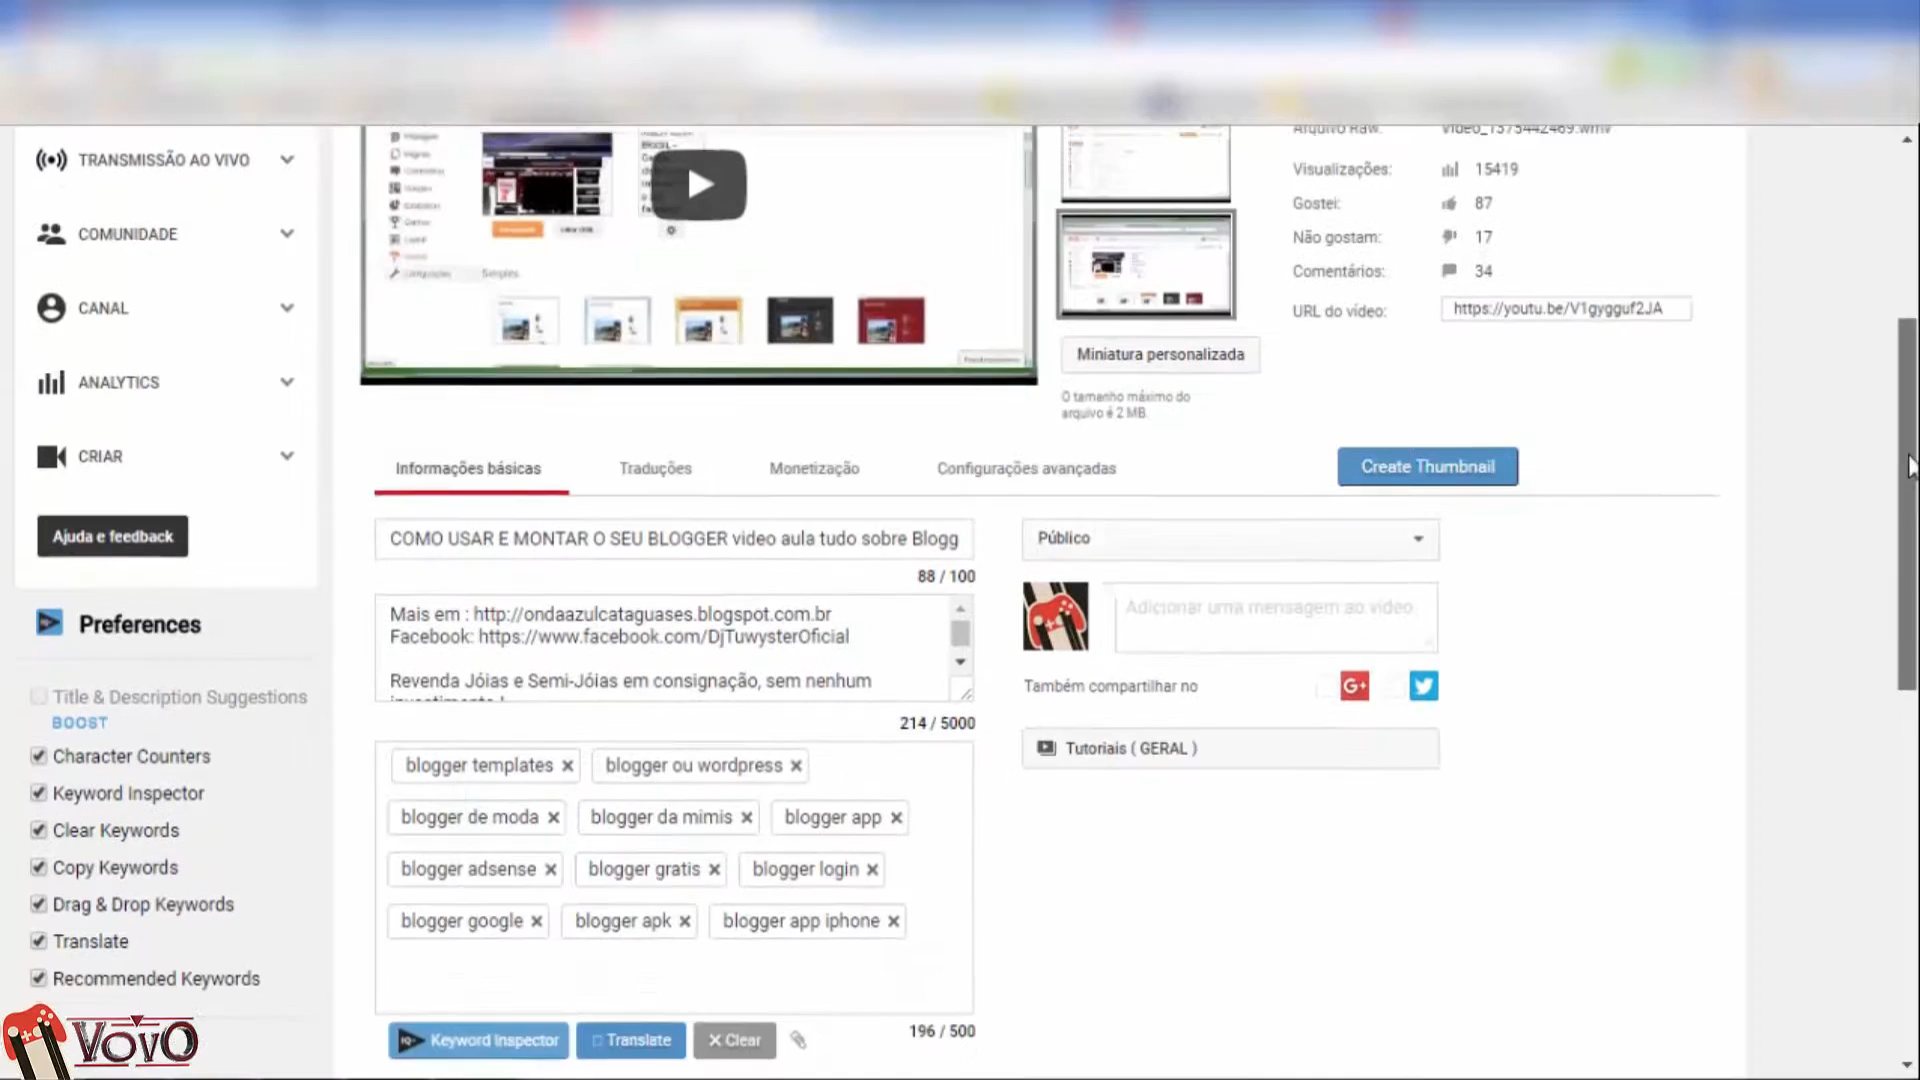 TRANSMISSÃO AO VIVO
COMUNIDADE
CANAL
ANALYTICS
CRIAR
Ajuda e feedback
Preferences
Title & Description Suggestions
BOOST
Character Counters
Keyword Inspector
Clear Keywords
Copy Keywords
Drag & Drop Keywords
Translate
Recommended Keywords
VOVO
Simples
Miniatura personalizada
O tamanho máximo do
arquivo é 2 MB.
Arquivo Raw:
Visualizações: 15419
Gostei: 87
Não gostam: 17
Comentários: 34
URL do vídeo: https://youtu.be/V1gygguf2JA
Informações básicas Traduções Monetização Configurações avançadas Create Thumbnail
COMO USAR E MONTAR O SEU BLOGGER video aula tudo sobre Blogg
88 / 100
Mais em : http://ondaazulcataguases.blogspot.com.br
Facebook: https://www.facebook.com/DjTuwysterOficial
Revenda Jóias e Semi-Jóias em consignação, sem nenhum
214 / 5000
blogger templates × blogger ou wordpress ×
blogger de moda × blogger da mimis × blogger app ×
blogger adsense × blogger gratis × blogger login ×
blogger google × blogger apk × blogger app iphone ×
Keyword Inspector Translate × Clear
196 / 500
Público
Adicionar uma mensagem ao vídeo
Também compartilhar no G+
Tutoriais ( GERAL )